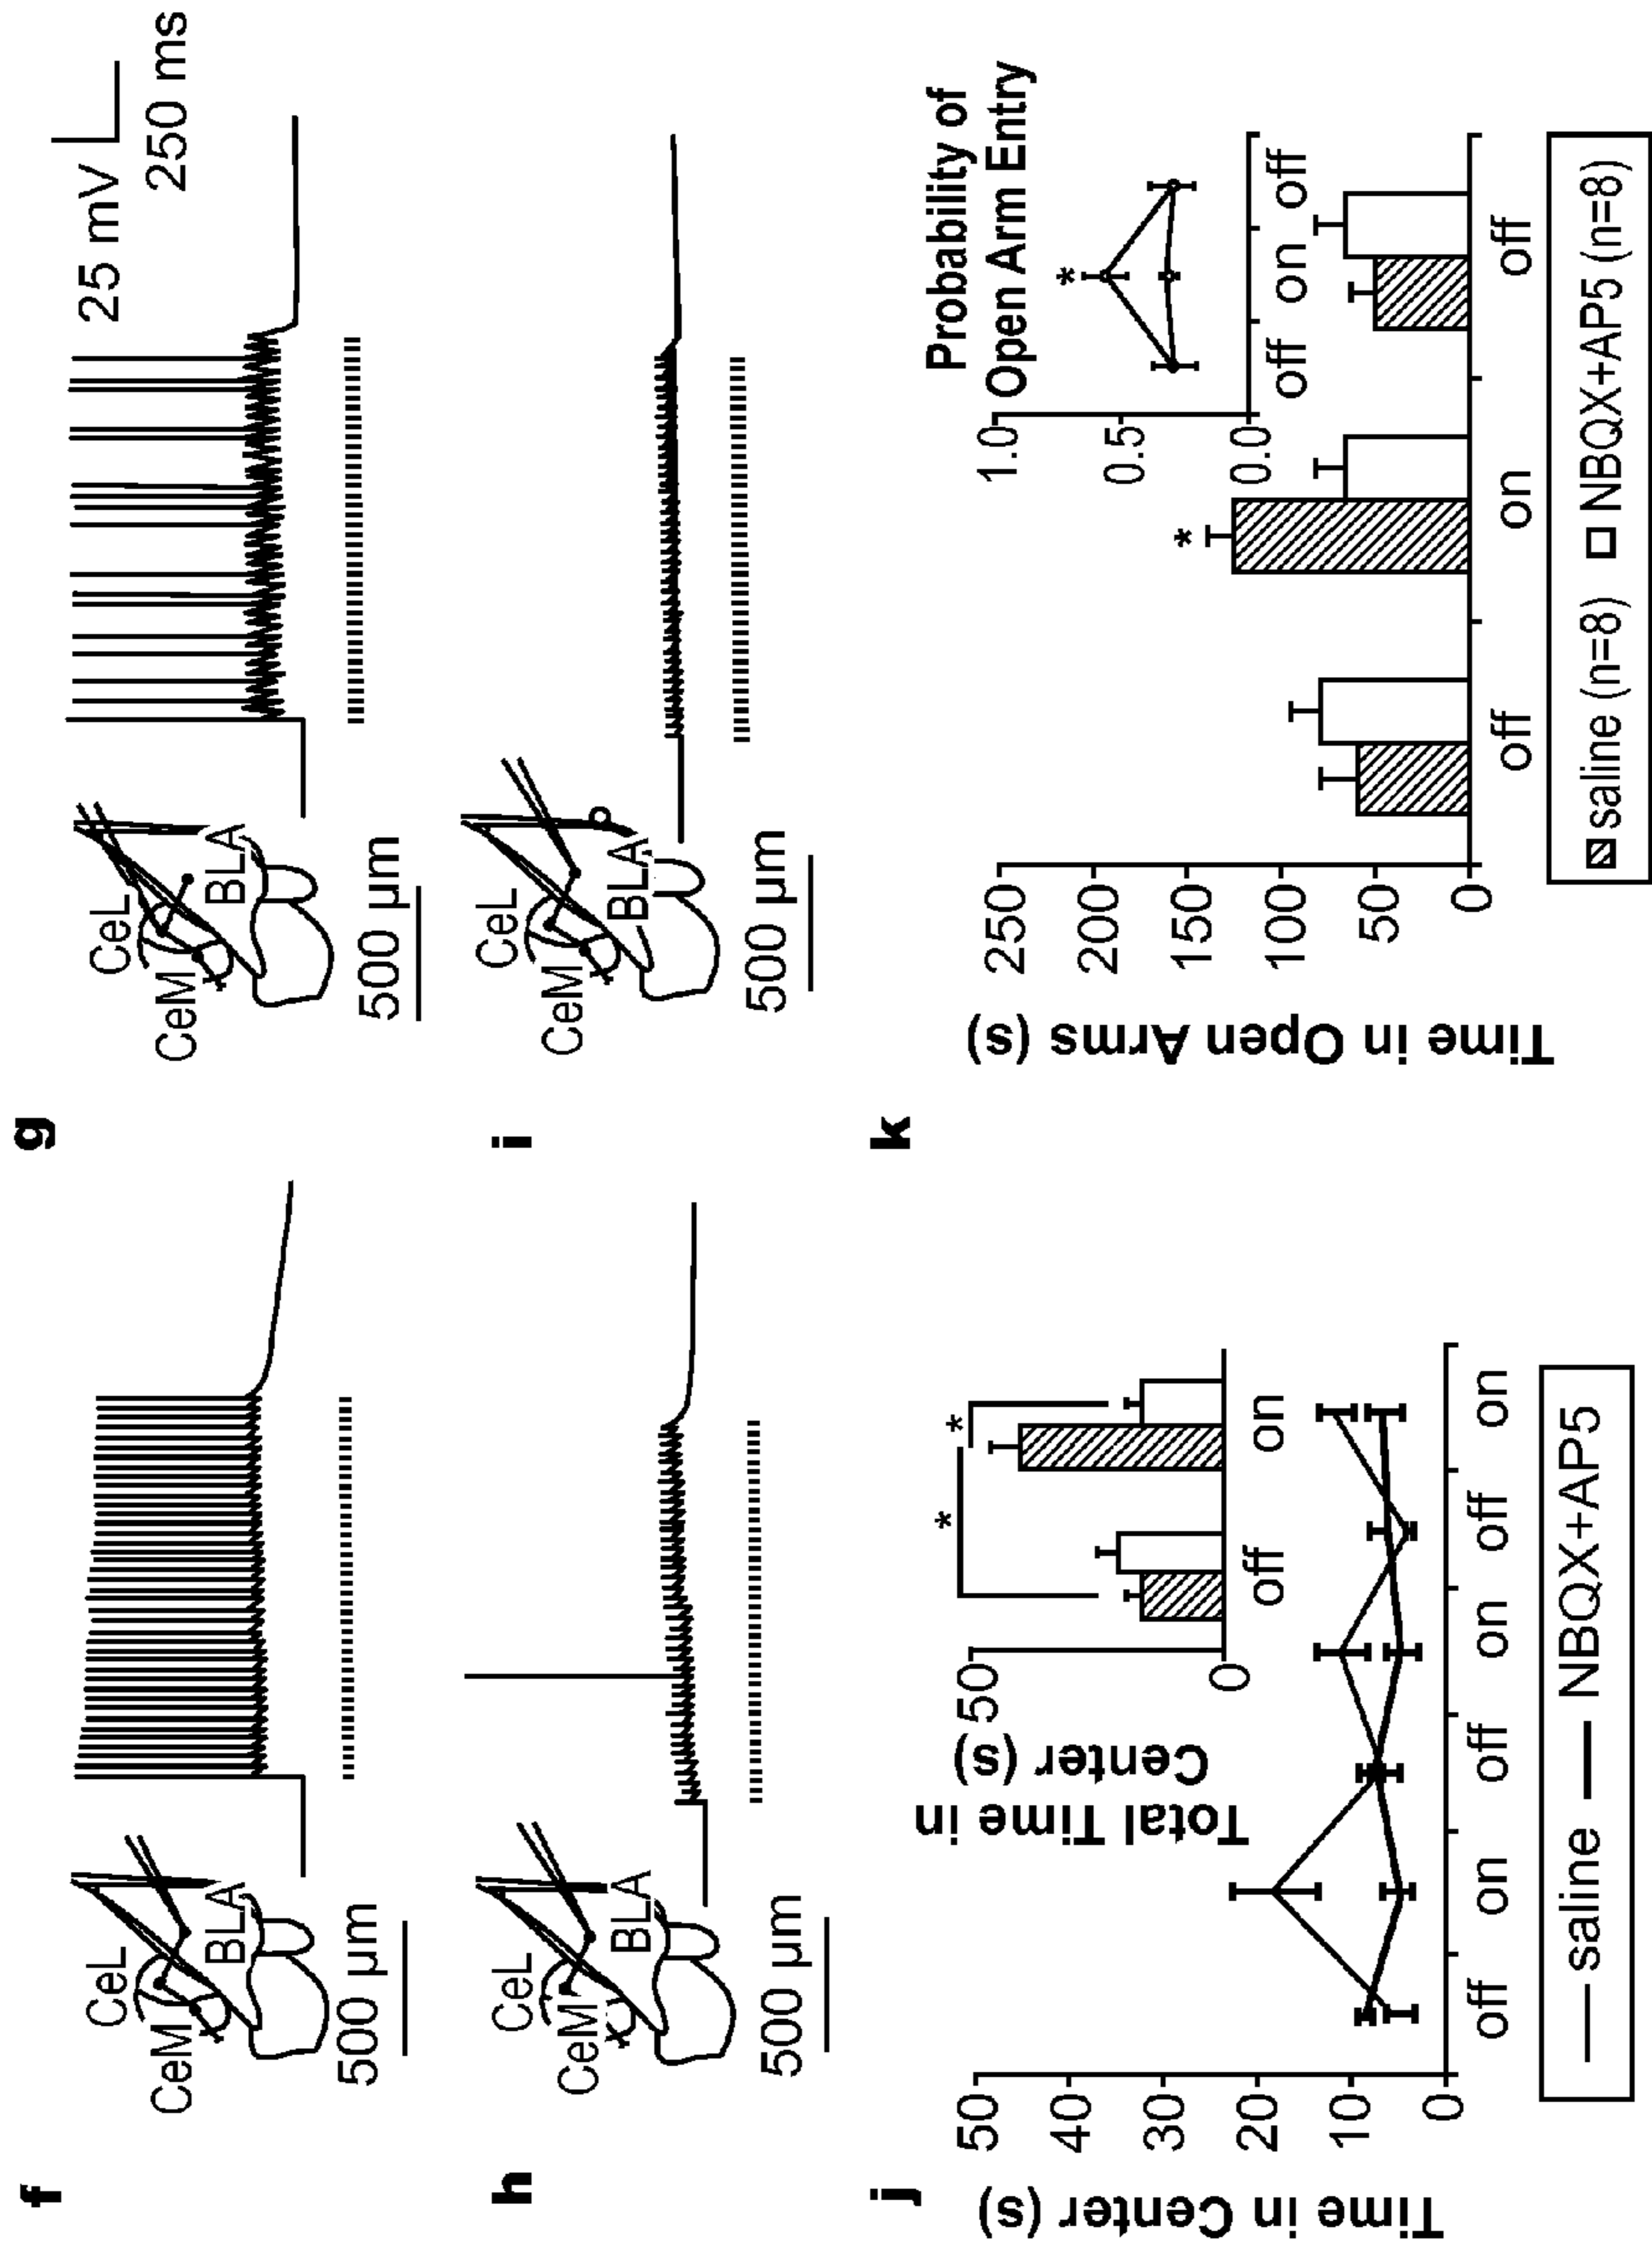 f
CeL
CeM
BLA
500 µm
g
CeL
CeM
BLA
500 µm
25 mV
250 ms
h
CeL
CeM
BLA
500 µm
i
CeL
CeM
BLA
500 µm
j
Time in Center (s)
50
40
30
20
10
0
off on off on off on
Total Time in
Center (s)
50
0
off on
*
*
saline NBQX+AP5
k
Time in Open Arms (s)
250
200
150
100
50
0
off on off
*
Probability of
Open Arm Entry
1.0
0.5
0.0
off on off
*
saline (n=8) NBQX+AP5 (n=8)